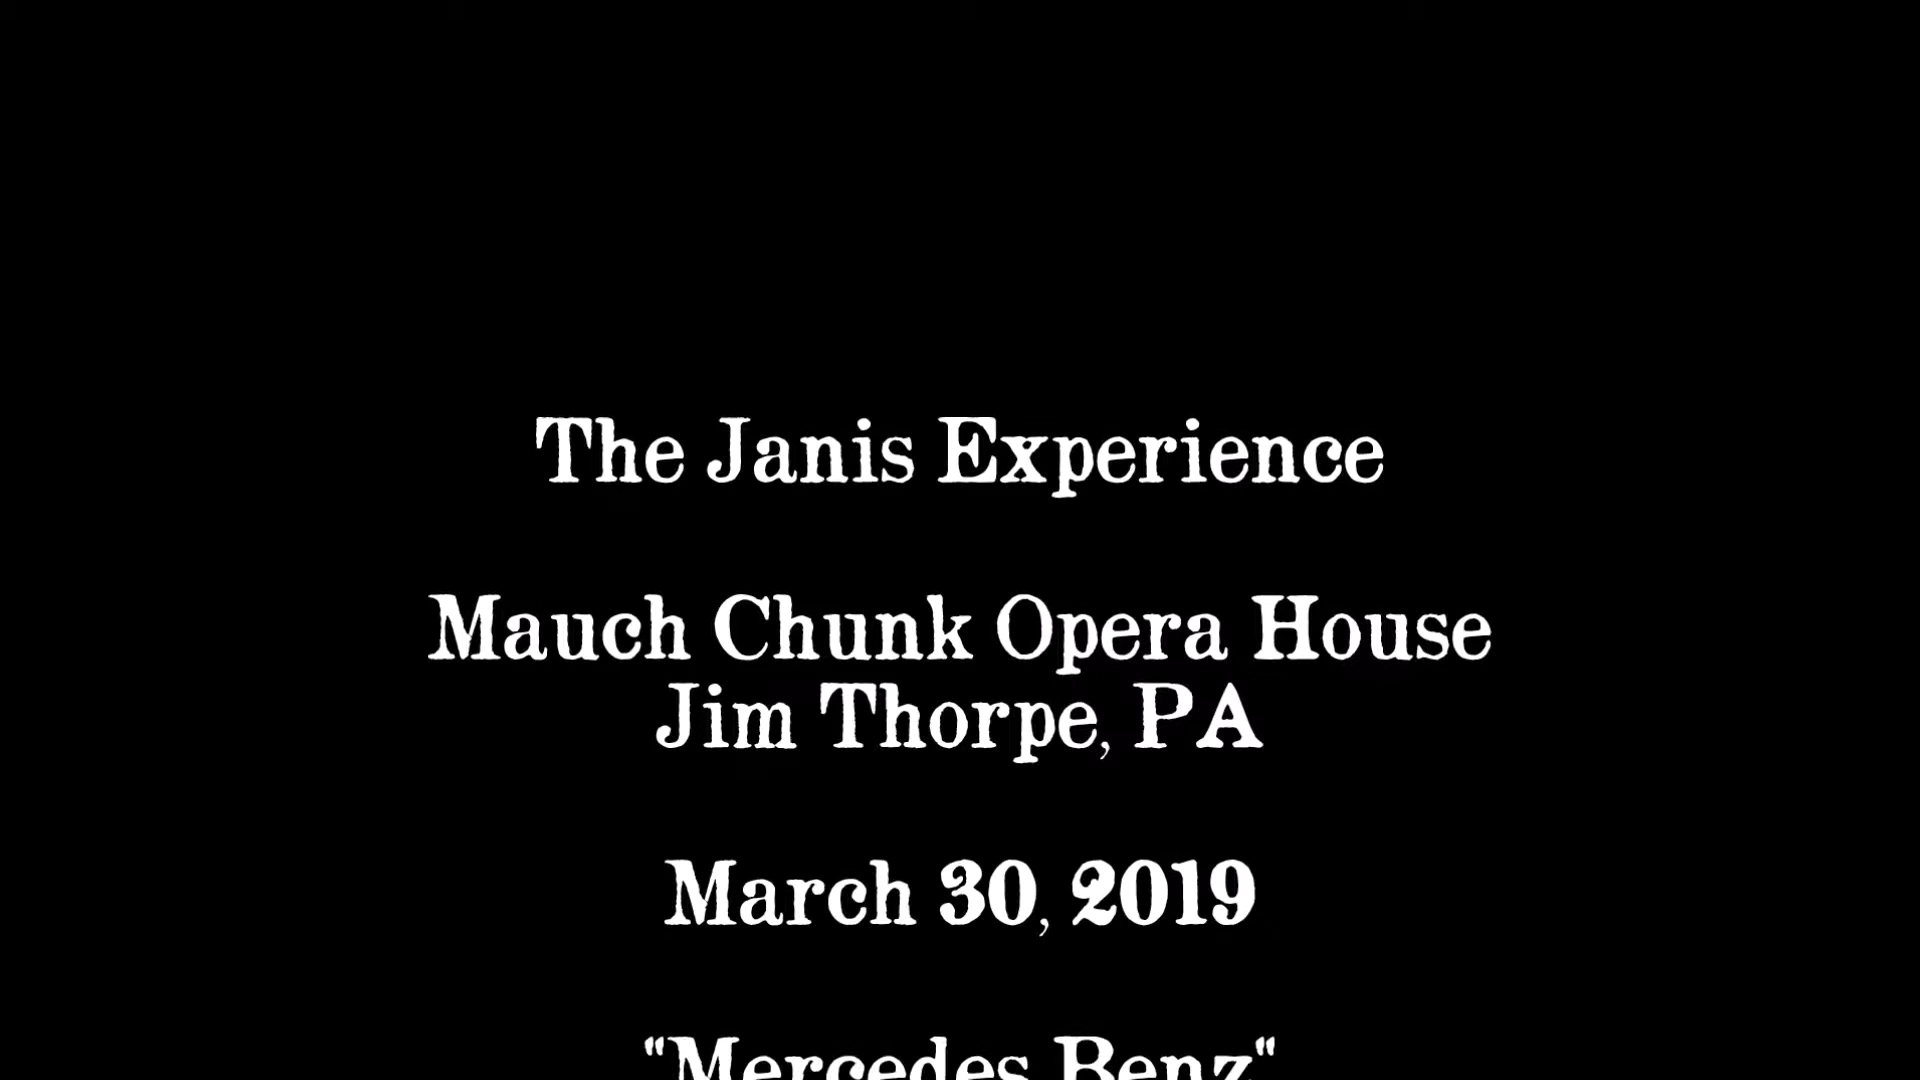 The Janis Experience
Mauch Chunk Opera House
Jim Thorpe, PA
March 30, 2019
"Mercedes Benz"